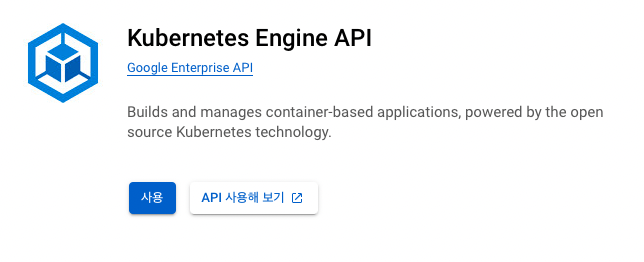 Kubernetes Engine API
Google Enterprise API
Builds and manages container-based applications, powered by the open
source Kubernetes technology.
사용
API 사용해 보기